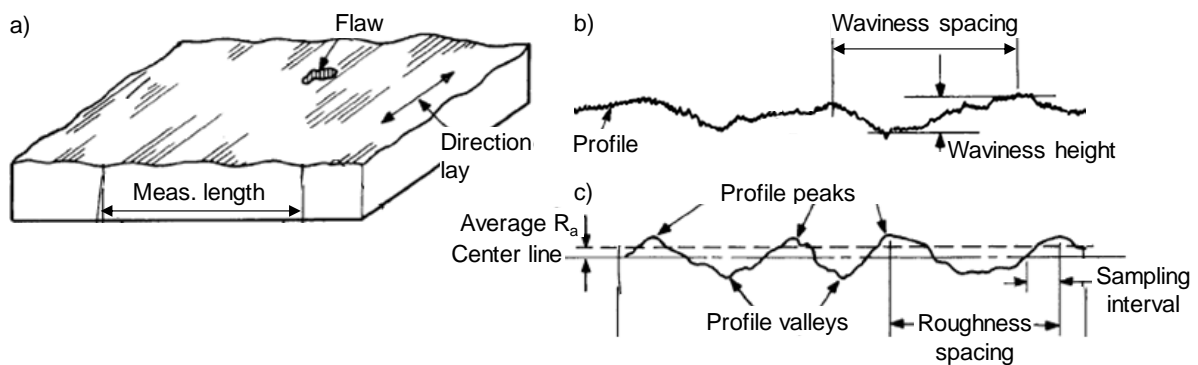 a)
Flaw
Direction
lay
Meas. length
b)
Waviness spacing
Profile
Waviness height
c)
Profile peaks
Average Ra
Center line
Profile valleys
Sampling
interval
Roughness
spacing